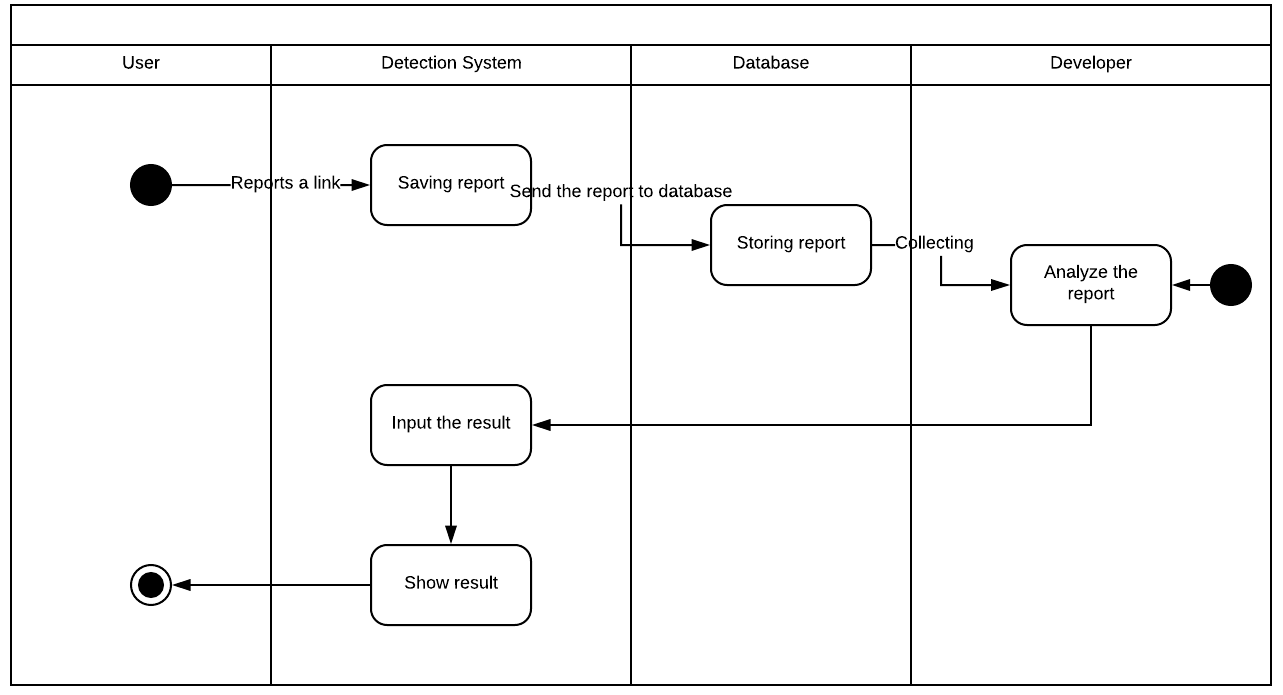 User
Detection System
Database
Developer
Reports a link
Saving report
Send the report to database
Storing report
Collecting
Analyze the
report
Input the result
Show result